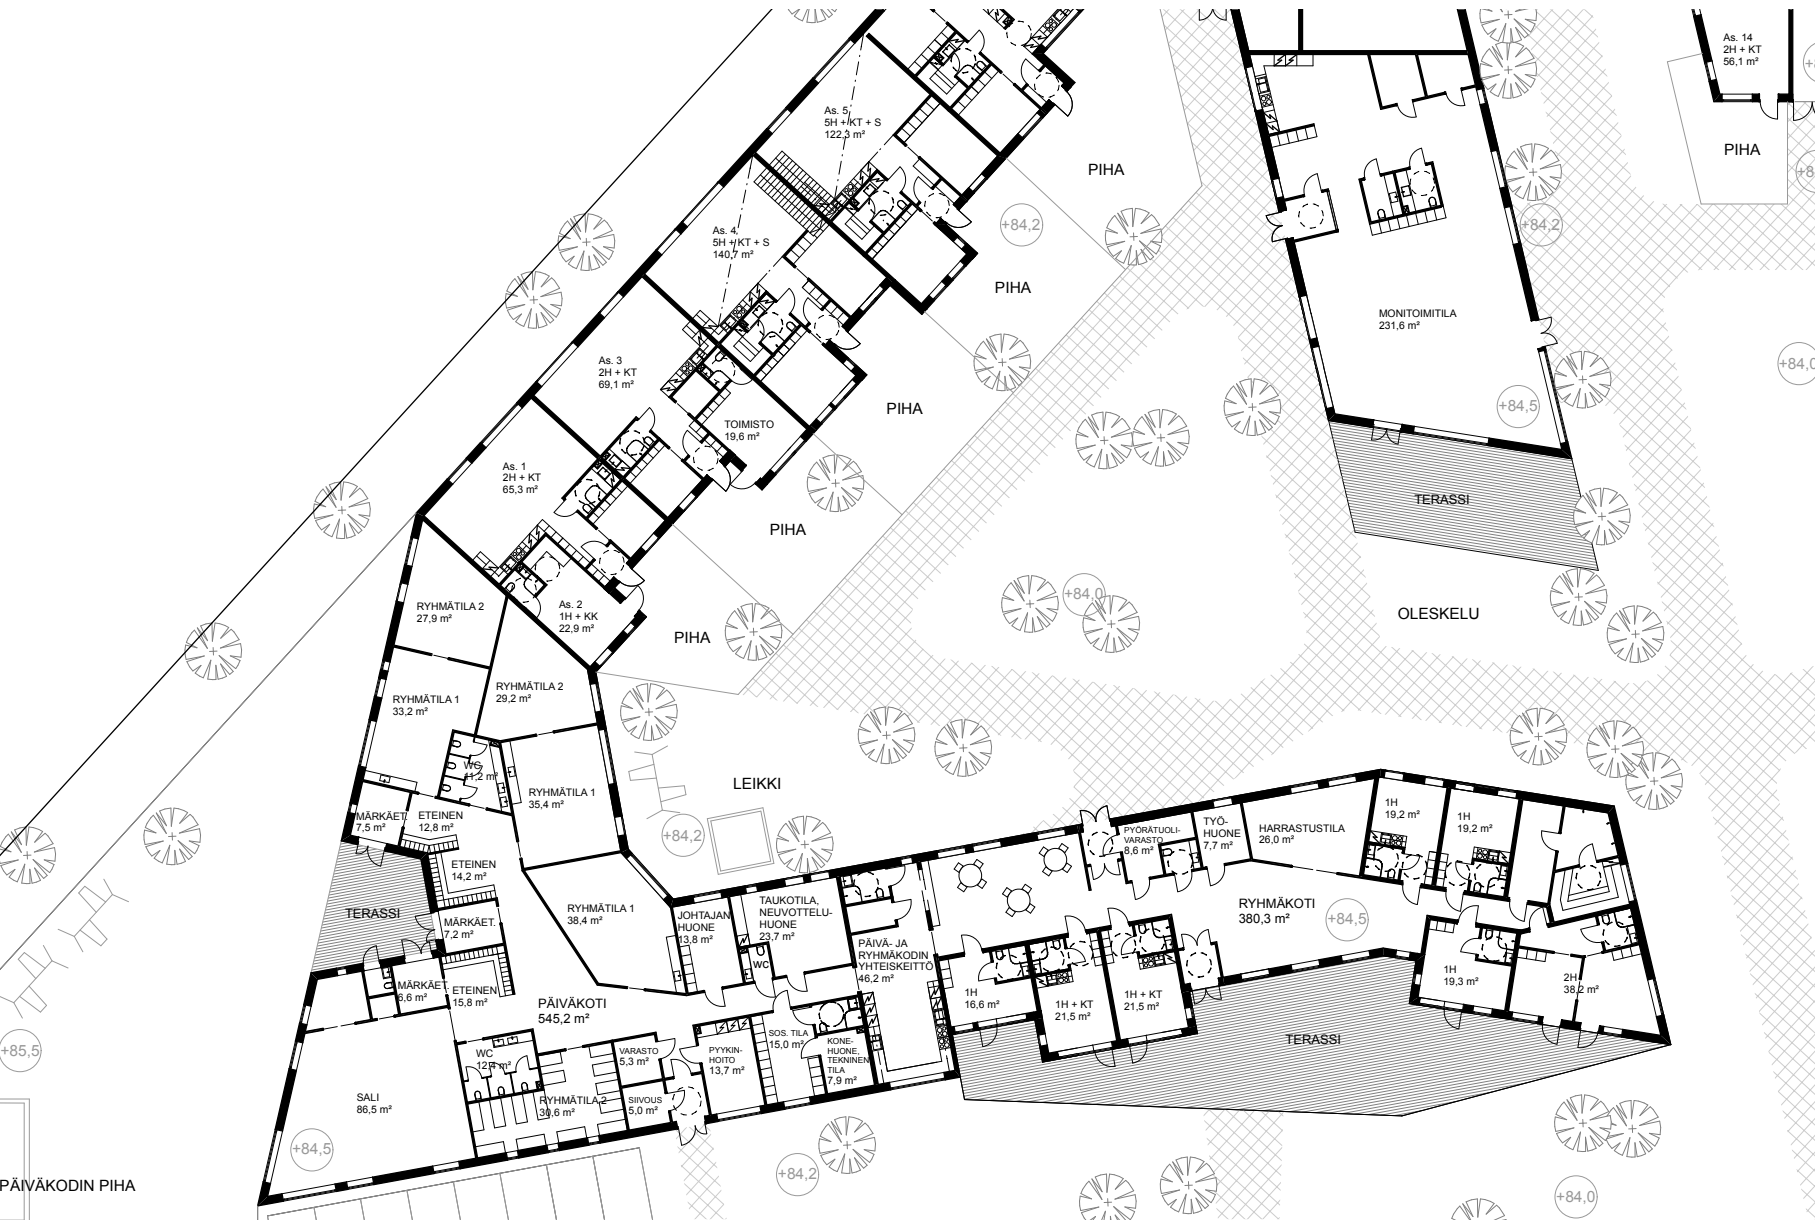 As. 14
2H + KT
56,1 m²
PIHA
As. 5
5H + KT + S
122,3 m²
PIHA
+84,2
+84,2
As. 4
5H + KT + S
140,7 m²
PIHA
MONITOIMITILA
231,6 m²
+84,0
+84,5
As. 3
2H + KT
69,1 m²
PIHA
TOIMISTO
19,6 m²
TERASSI
As. 1
2H + KT
65,3 m²
PIHA
As. 2
1H + KK
22,9 m²
PIHA
+84,0
OLESKELU
RYHMÄTILA 2
27,9 m²
RYHMÄTILA 2
29,2 m²
RYHMÄTILA 1
33,2 m²
WC
11,2 m²
RYHMÄTILA 1
35,4 m²
LEIKKI
+84,2
MÄRKÄET.
7,5 m²
ETEINEN
12,8 m²
ETEINEN
14,2 m²
TERASSI
MÄRKÄET.
7,2 m²
RYHMÄTILA 1
38,4 m²
JOHTAJAN
HUONE
13,8 m²
TAUKOTILA,
NEUVOTTELU-
HUONE
23,7 m²
WC
PÄIVÄ- JA
RYHMÄKODIN
YHTEISKEITTÖ
46,2 m²
PYÖRÄTUOLI-
VARASTO
8,6 m²
TYÖ-
HUONE
7,7 m²
HARRASTUSTILA
26,0 m²
1H
19,2 m²
1H
19,2 m²
RYHMÄKOTI
380,3 m²
+84,5
MÄRKÄET.
6,6 m²
ETEINEN
15,8 m²
PÄIVÄKOTI
545,2 m²
1H
16,6 m²
1H + KT
21,5 m²
1H + KT
21,5 m²
1H
19,3 m²
2H
38,2 m²
TERASSI
+85,5
WC
12,4 m²
VARASTO
5,3 m²
PYYKIN-
HOITO
13,7 m²
SOS. TILA
15,0 m²
KONE-
HUONE,
TEKNINEN
TILA
7,9 m²
SALI
86,5 m²
RYHMÄTILA 2
30,6 m²
SIIVOUS
5,0 m²
+84,5
+84,2
+84,0
PÄIVÄKODIN PIHA